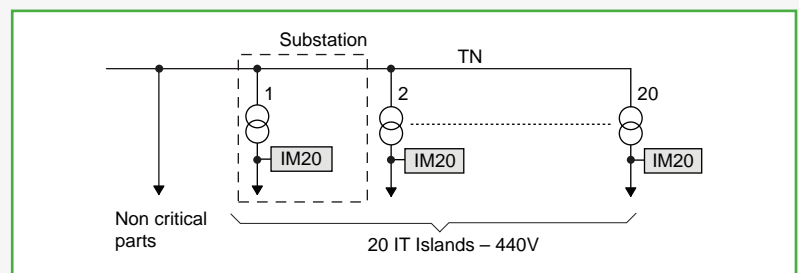 Substation
TN
1
2
20
IM20
IM20
IM20
Non critical
parts
20 IT Islands – 440V